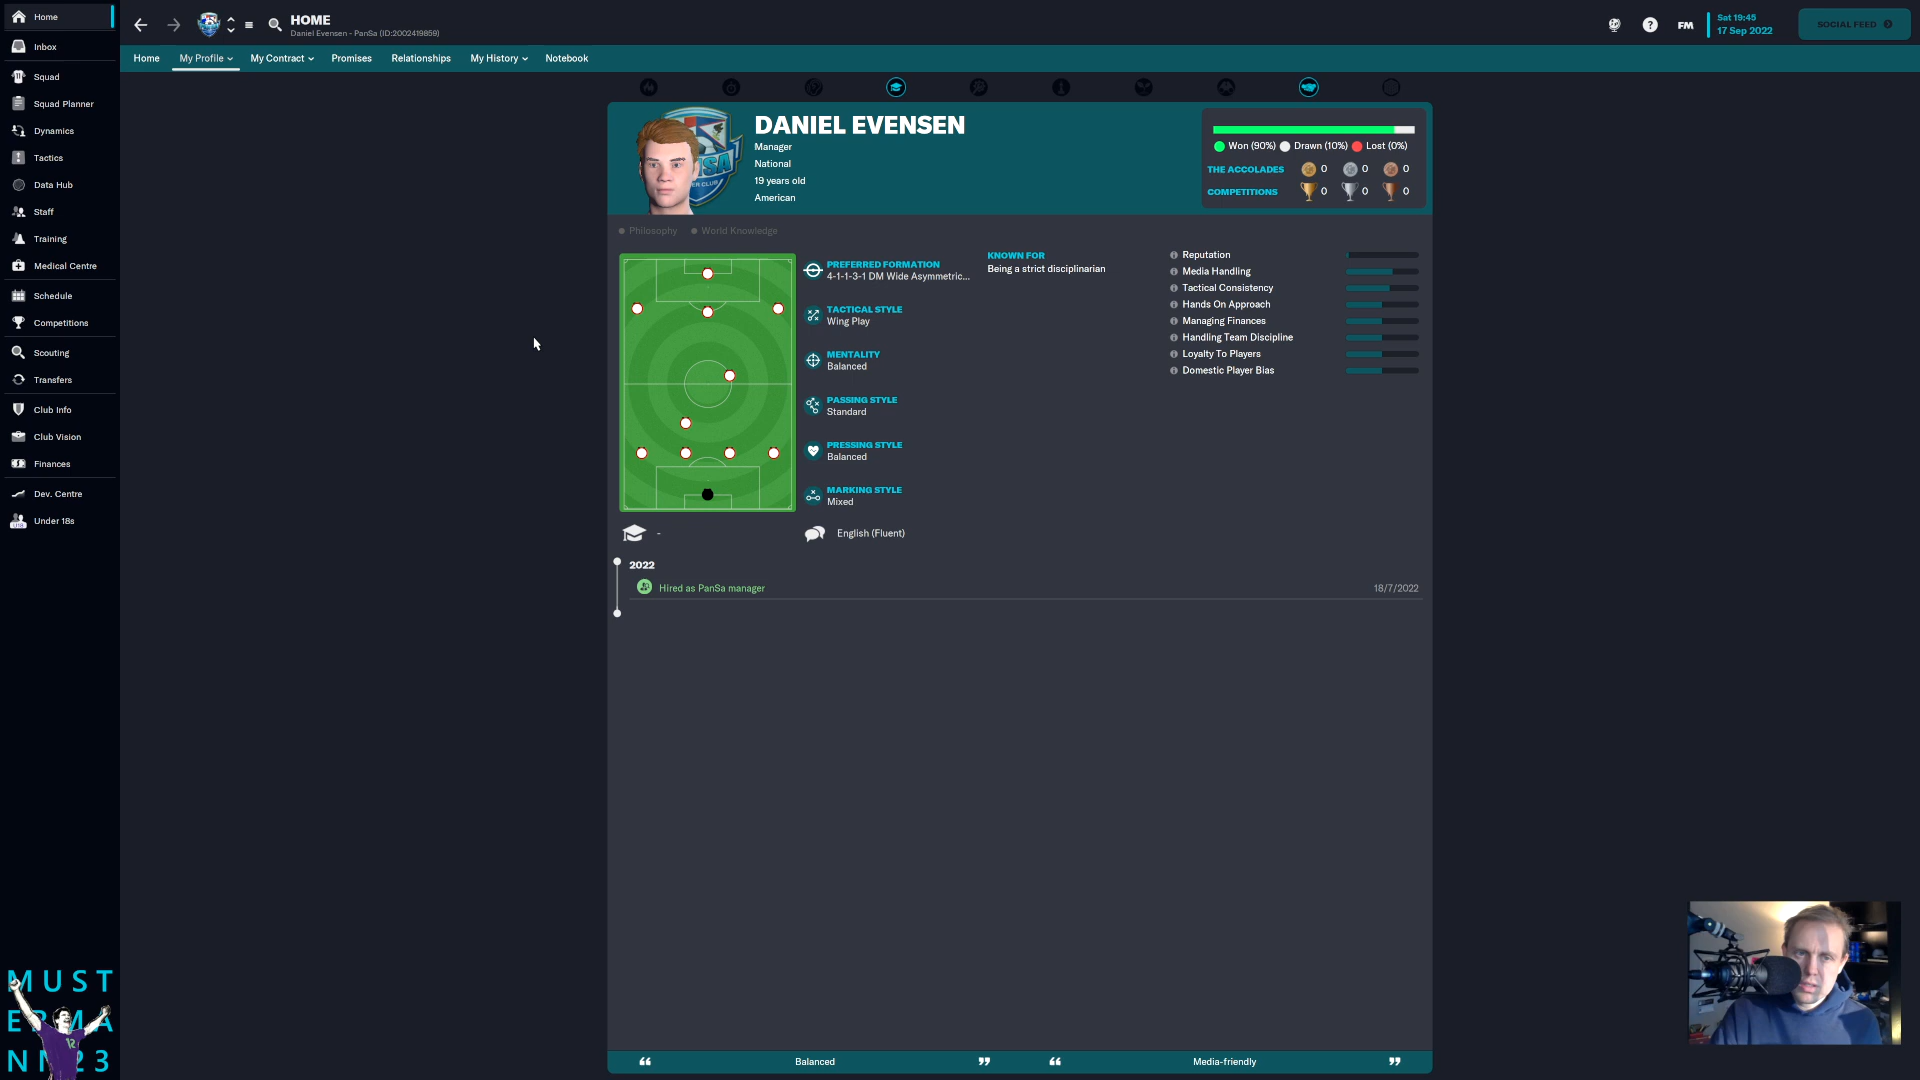 Home
Inbox
Squad
Squad Planner
Dynamics
Tactics
Data Hub
Staff
Training
Medical Centre
Schedule
Competitions
Scouting
Transfers
Club Info
Club Vision
Finances
Dev. Centre
Under 18s
HOME
Daniel Evensen - PanSa (ID:2002419859)
FM
Sat 19:45
17 Sep 2022
SOCIAL FEED
Home My Profile My Contract Promises Relationships My History Notebook
DANIEL EVENSEN
Manager
National
19 years old
American
Won (90%) Drawn (10%) Lost (0%)
THE ACCOLADES 0 0 0
COMPETITIONS 0 0 0
Philosophy World Knowledge
PREFERRED FORMATION
4-1-1-3-1 DM Wide Asymmetric...
TACTICAL STYLE
Wing Play
MENTALITY
Balanced
PASSING STYLE
Standard
PRESSING STYLE
Balanced
MARKING STYLE
Mixed
KNOWN FOR
Being a strict disciplinarian
Reputation
Media Handling
Tactical Consistency
Hands On Approach
Managing Finances
Handling Team Discipline
Loyalty To Players
Domestic Player Bias
-
English (Fluent)
2022
Hired as PanSa manager 18/7/2022
Balanced
Media-friendly
MUST
ERMA
NN23